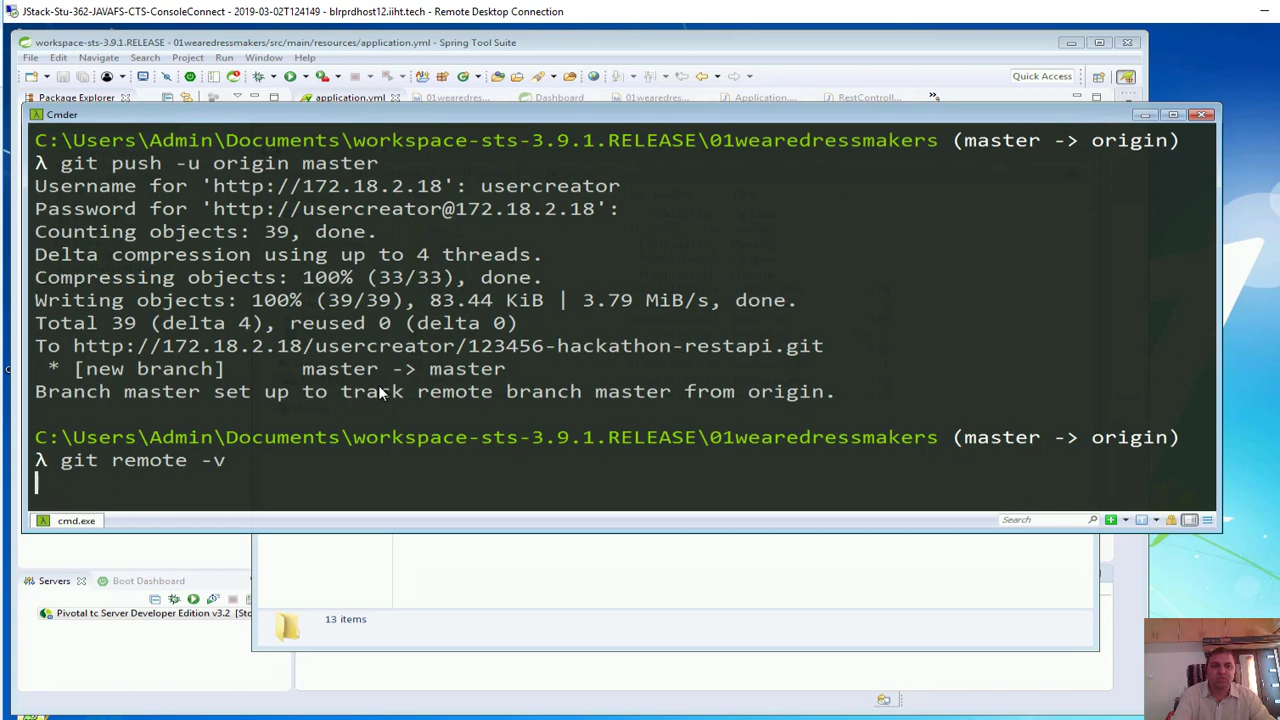 JStack-Stu-362-JAVAFS-CTS-ConsoleConnect - 2019-03-02T124149 - blrprdhost12.iiht.tech - Remote Desktop Connection
workspace-sts-3.9.1.RELEASE - 01wearedressmakers/src/main/resources/application.yml - Spring Tool Suite
File Edit Navigate Search Project Run Window Help
Quick Access
Package Explorer application.yml 01wearedres... Dashboard 01wearedres... Application.... RestControll...
Cmder
C:\Users\Admin\Documents\workspace-sts-3.9.1.RELEASE\01wearedressmakers (master -> origin)
λ git push -u origin master
Username for 'http://172.18.2.18': usercreator
Password for 'http://usercreator@172.18.2.18':
Counting objects: 39, done.
Delta compression using up to 4 threads.
Compressing objects: 100% (33/33), done.
Writing objects: 100% (39/39), 83.44 KiB | 3.79 MiB/s, done.
Total 39 (delta 4), reused 0 (delta 0)
To http://172.18.2.18/usercreator/123456-hackathon-restapi.git
* [new branch] master -> master
Branch master set up to track remote branch master from origin.
C:\Users\Admin\Documents\workspace-sts-3.9.1.RELEASE\01wearedressmakers (master -> origin)
λ git remote -v
cmd.exe
Search
Servers Boot Dashboard
Pivotal tc Server Developer Edition v3.2 [Sto
13 items